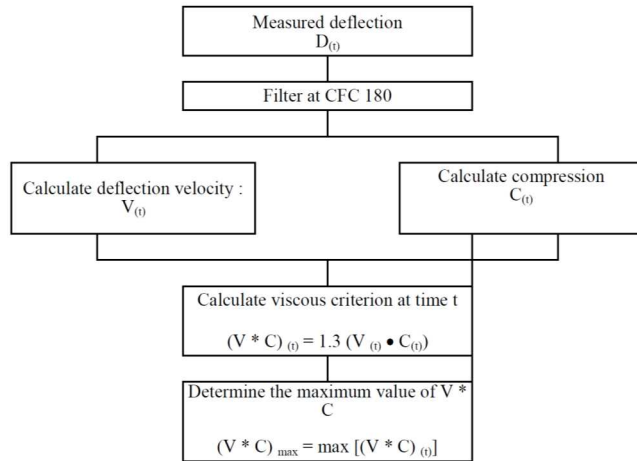 Measured deflection
D(t)
Filter at CFC 180
Calculate deflection velocity :
V(t)
Calculate compression
C(t)
Calculate viscous criterion at time t
(V * C) (t) = 1.3 (V (t) • C(t))
Determine the maximum value of V *
C
(V * C) max = max [(V * C) (t)]